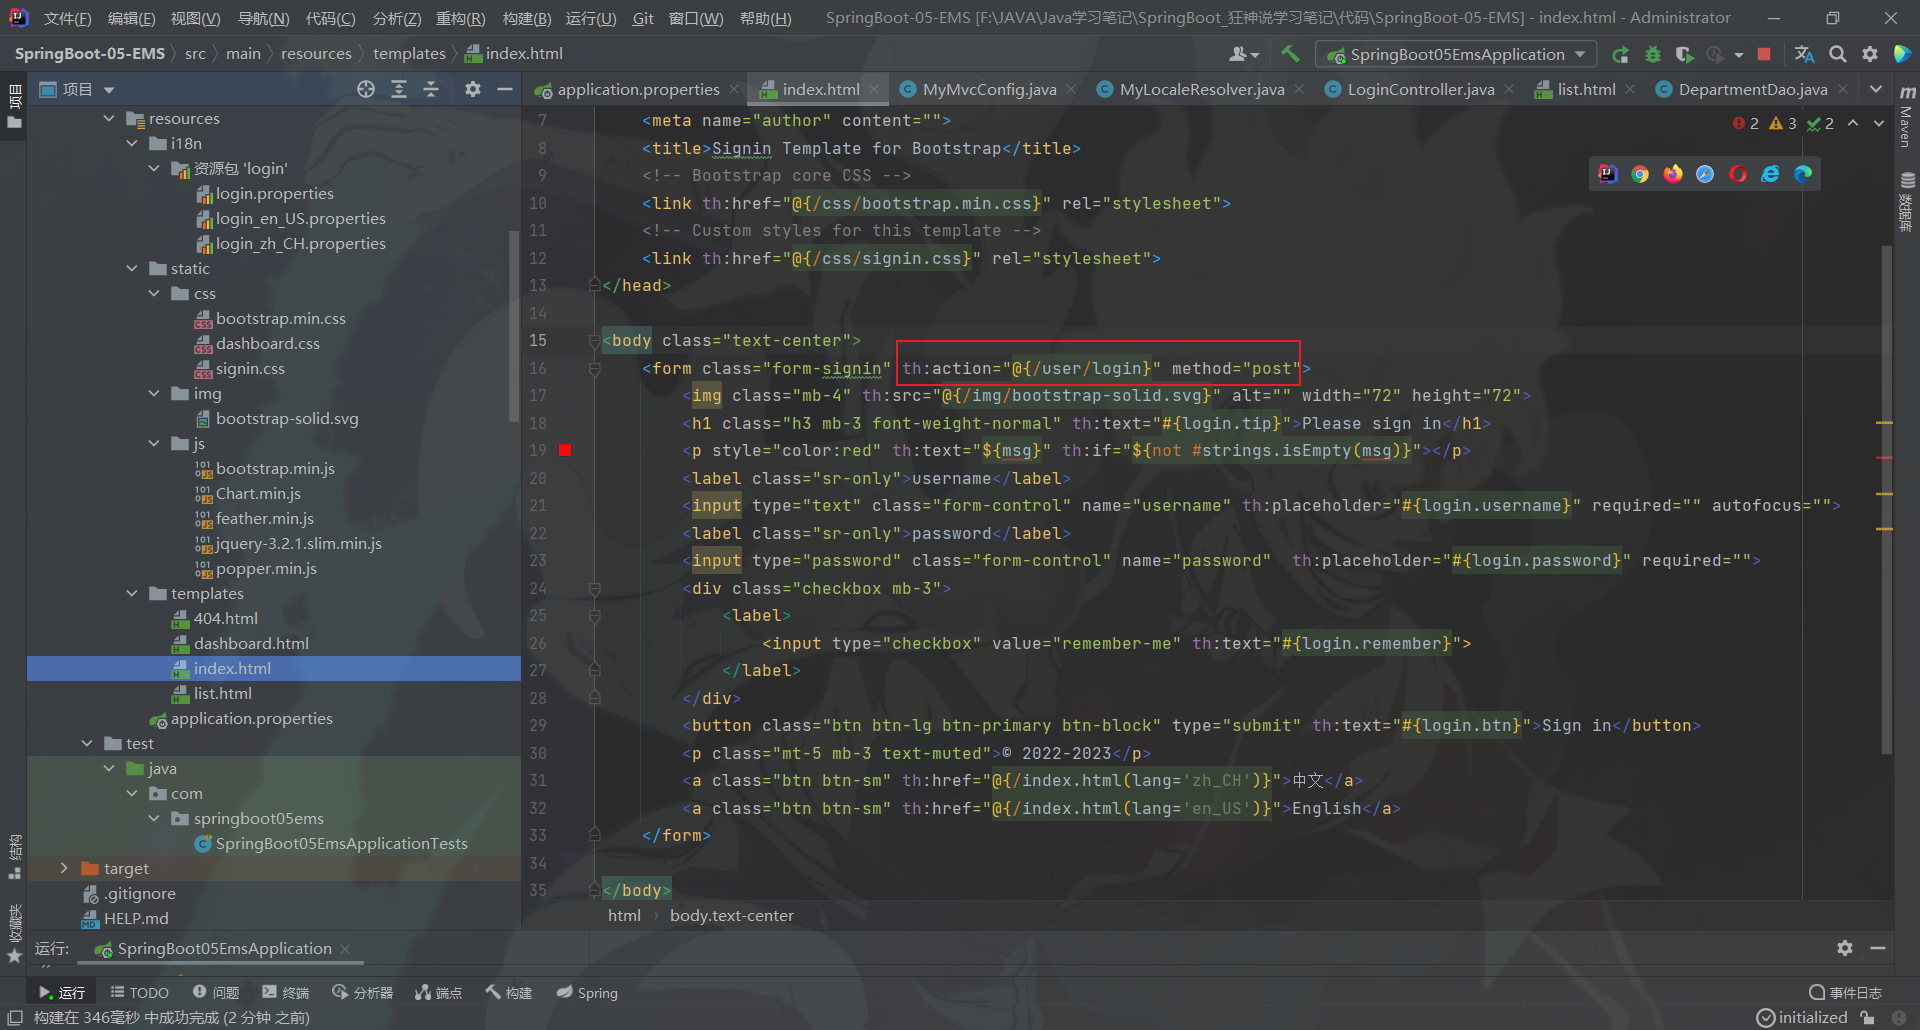 文件(F) 编辑(E) 视图(V) 导航(N) 代码(C) 分析(Z) 重构(R) 构建(B) 运行(U) Git 窗口(W) 帮助(H) SpringBoot-05-EMS [F:\JAVA\Java学习笔记\SpringBoot_狂神说学习笔记\代码\SpringBoot-05-EMS] - index.html - Administrator
SpringBoot-05-EMS src main resources templates index.html SpringBoot05EmsApplication
项目
项目
application.properties index.html MyMvcConfig.java MyLocaleResolver.java LoginController.java list.html DepartmentDao.java
Maven
数据库
2 3 2
resources
i18n
资源包 'login'
login.properties
login_en_US.properties
login_zh_CH.properties
static
css
bootstrap.min.css
dashboard.css
signin.css
img
bootstrap-solid.svg
js
bootstrap.min.js
Chart.min.js
feather.min.js
jquery-3.2.1.slim.min.js
popper.min.js
templates
404.html
dashboard.html
index.html
list.html
application.properties
test
java
com
springboot05ems
SpringBoot05EmsApplicationTests
target
.gitignore
HELP.md
7 <meta name="author" content="">
8 <title>Signin Template for Bootstrap</title>
9 <!-- Bootstrap core CSS -->
10 <link th:href="@{/css/bootstrap.min.css}" rel="stylesheet">
11 <!-- Custom styles for this template -->
12 <link th:href="@{/css/signin.css}" rel="stylesheet">
13 </head>
14
15 <body class="text-center">
16 <form class="form-signin" th:action="@{/user/login}" method="post">
17 <img class="mb-4" th:src="@{/img/bootstrap-solid.svg}" alt="" width="72" height="72">
18 <h1 class="h3 mb-3 font-weight-normal" th:text="#{login.tip}">Please sign in</h1>
19 <p style="color:red" th:text="${msg}" th:if="${not #strings.isEmpty(msg)}"></p>
20 <label class="sr-only">username</label>
21 <input type="text" class="form-control" name="username" th:placeholder="#{login.username}" required="" autofocus="">
22 <label class="sr-only">password</label>
23 <input type="password" class="form-control" name="password"  th:placeholder="#{login.password}" required="">
24 <div class="checkbox mb-3">
25 <label>
26 <input type="checkbox" value="remember-me" th:text="#{login.remember}">
27 </label>
28 </div>
29 <button class="btn btn-lg btn-primary btn-block" type="submit" th:text="#{login.btn}">Sign in</button>
30 <p class="mt-5 mb-3 text-muted">© 2022-2023</p>
31 <a class="btn btn-sm" th:href="@{/index.html(lang='zh_CH')}">中文</a>
32 <a class="btn btn-sm" th:href="@{/index.html(lang='en_US')}">English</a>
33 </form>
34
35 </body>
html body.text-center
结构
收藏夹
运行: SpringBoot05EmsApplication
运行 TODO 问题 终端 分析器 端点 构建 Spring 事件日志
构建在 346毫秒 中成功完成 (2 分钟 之前) initialized